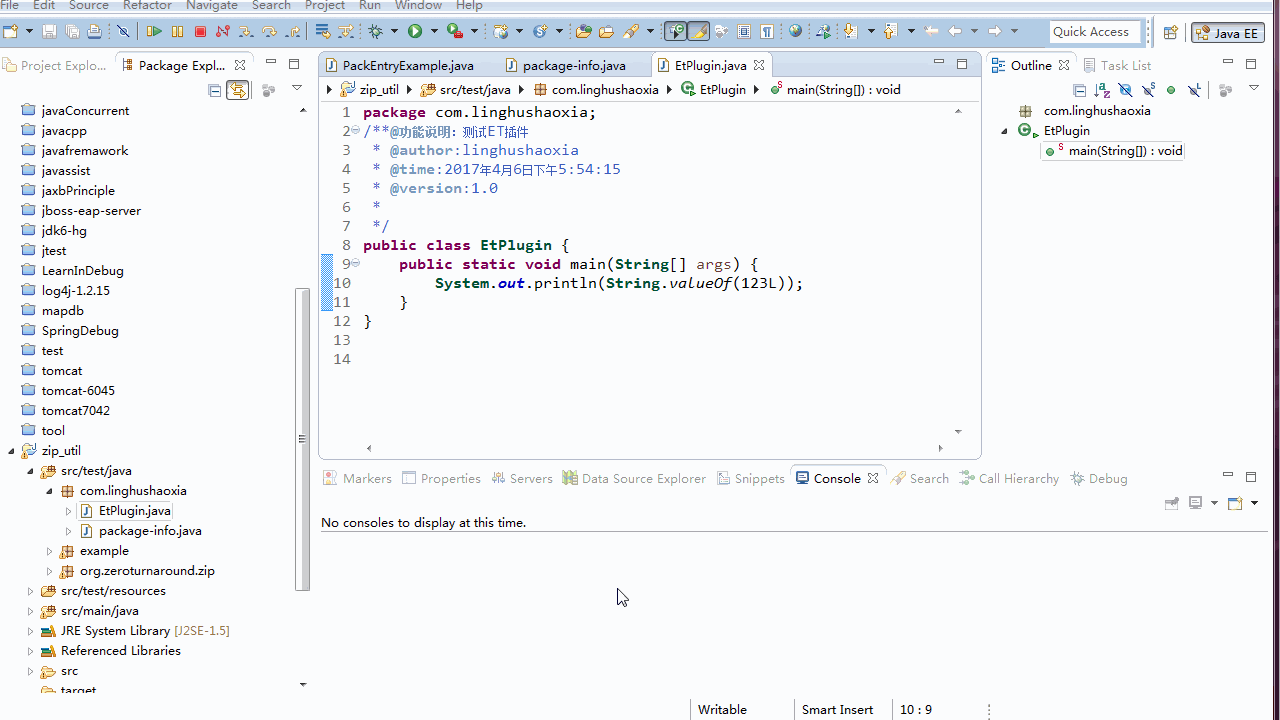 File Edit Source Refactor Navigate Search Project Run Window Help
Quick Access
Java EE
Project Explo...
Package Expl...
javaConcurrent
javacpp
javaframework
javassist
jaxbPrinciple
jboss-eap-server
jdk6-hg
jtest
LearnInDebug
log4j-1.2.15
mapdb
SpringDebug
test
tomcat
tomcat-6045
tomcat7042
tool
zip_util
src/test/java
com.linghushaoxia
EtPlugin.java
package-info.java
example
org.zeroturnaround.zip
src/test/resources
src/main/java
JRE System Library [J2SE-1.5]
Referenced Libraries
src
target
PackEntryExample.java
package-info.java
EtPlugin.java
zip_util
src/test/java
com.linghushaoxia
EtPlugin
main(String[]) : void
1 package com.linghushaoxia;
2 /**@功能说明：测试ET插件
3 * @author:linghushaoxia
4 * @time:2017年4月6日下午5:54:15
5 * @version:1.0
6 *
7 */
8 public class EtPlugin {
9 public static void main(String[] args) {
10 System.out.println(String.valueOf(123L));
11 }
12 }
13
14
Outline
Task List
com.linghushaoxia
EtPlugin
main(String[]) : void
Markers
Properties
Servers
Data Source Explorer
Snippets
Console
Search
Call Hierarchy
Debug
No consoles to display at this time.
Writable
Smart Insert
10 : 9